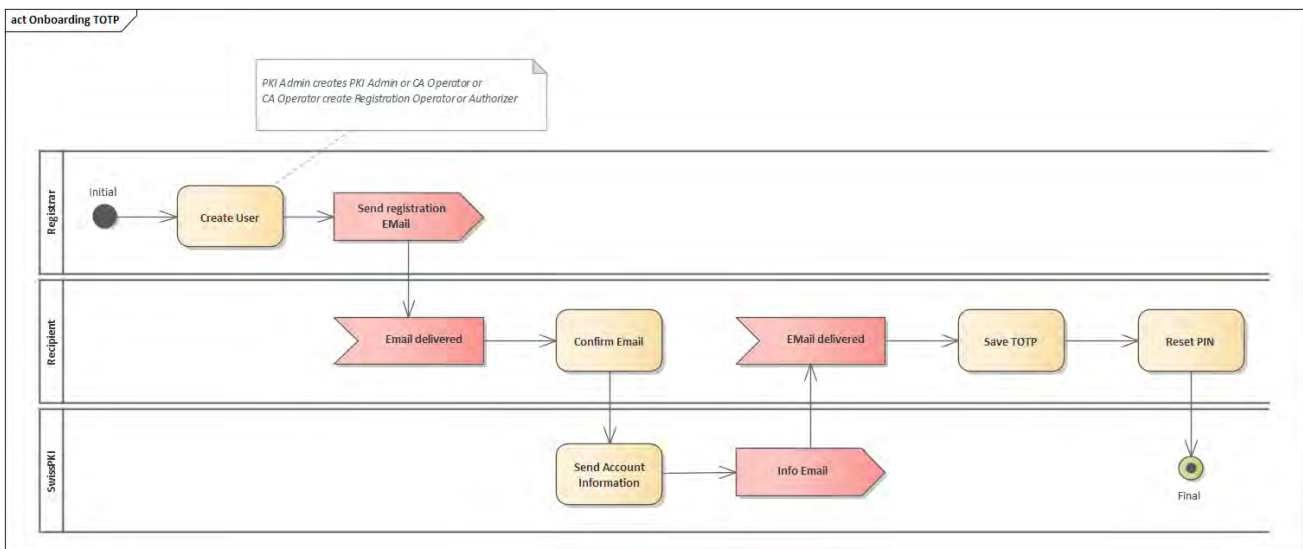 act Onboarding TOTP
PKI Admin creates PKI Admin or CA Operator or
CA Operator create Registration Operator or Authorizer
Registrar
Initial
Create User
Send registration
EMail
Recipient
Email delivered
Confirm Email
EMail delivered
Save TOTP
Reset PIN
SwissPKI
Send Account
Information
Info Email
Final